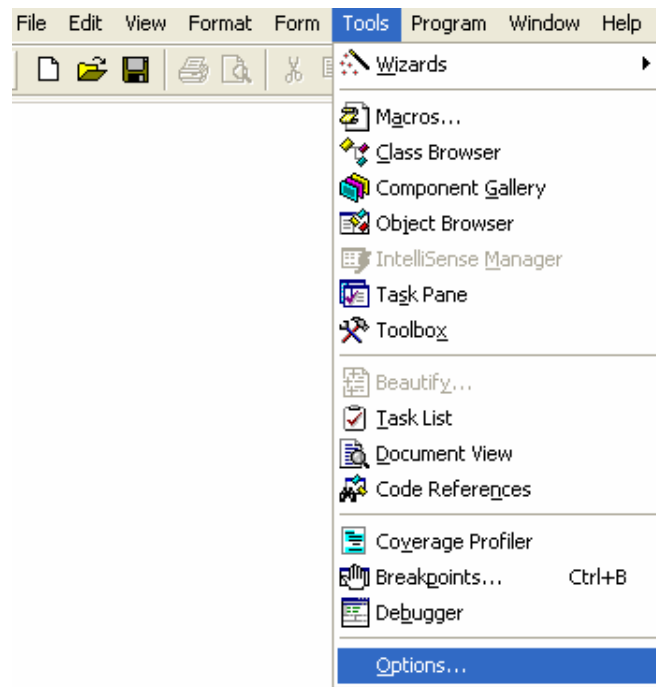 File Edit View Format Form Tools Program Window Help
Wizards
Macros...
Class Browser
Component Gallery
Object Browser
IntelliSense Manager
Task Pane
Toolbox
Beautify...
Task List
Document View
Code References
Coverage Profiler
Breakpoints... Ctrl+B
Debugger
Options...